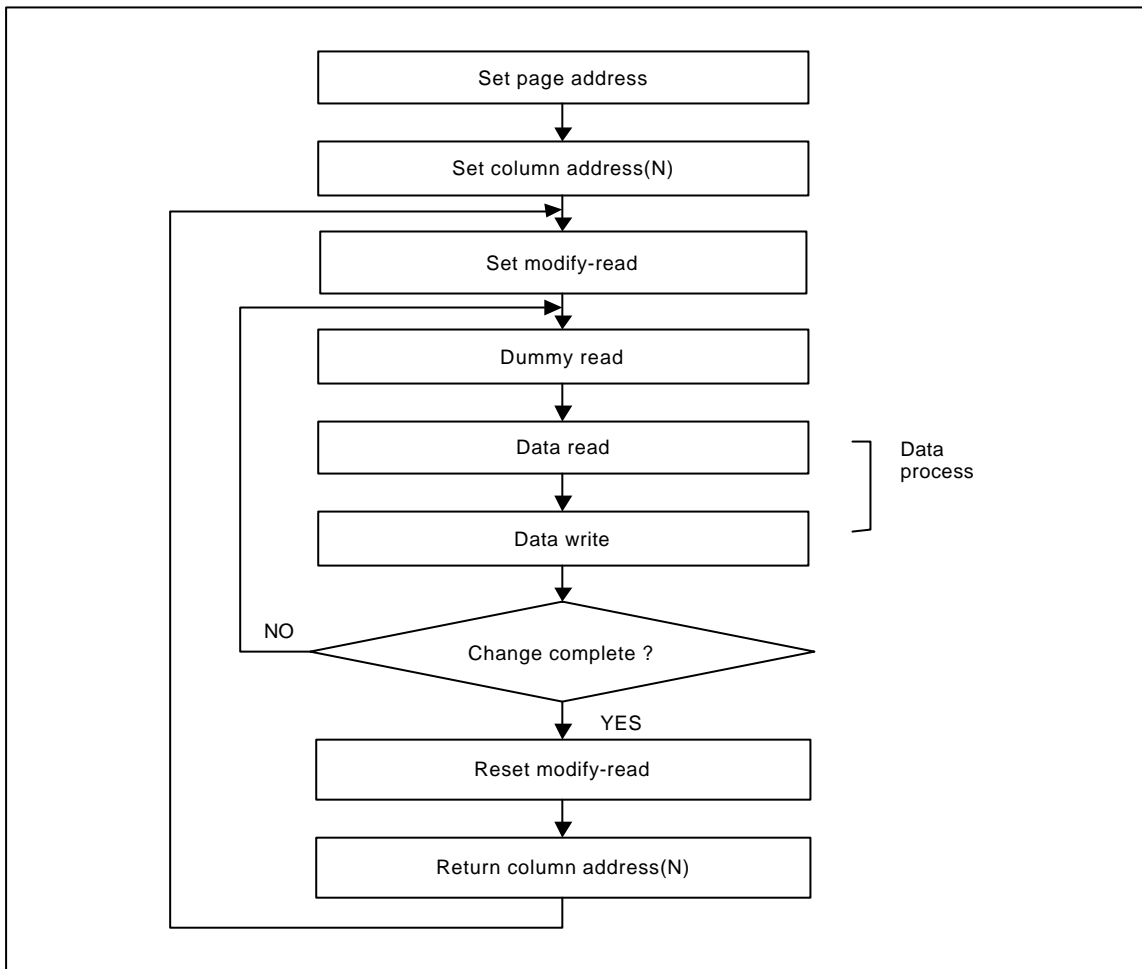 Set page address
Set column address(N)
Set modify-read
Dummy read
Data read
Data
process
Data write
NO
Change complete ?
YES
Reset modify-read
Return column address(N)